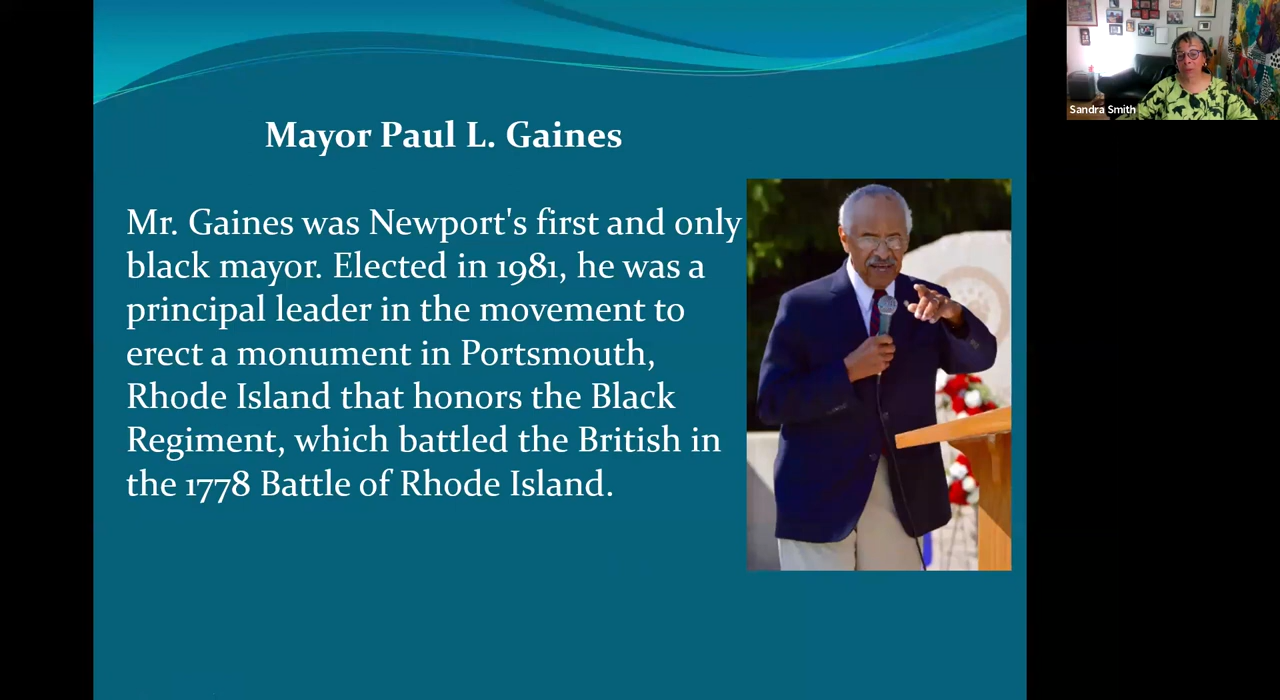 Mayor Paul L. Gaines
Mr. Gaines was Newport's first and only
black mayor. Elected in 1981, he was a
principal leader in the movement to
erect a monument in Portsmouth,
Rhode Island that honors the Black
Regiment, which battled the British in
the 1778 Battle of Rhode Island.
Sandra Smith